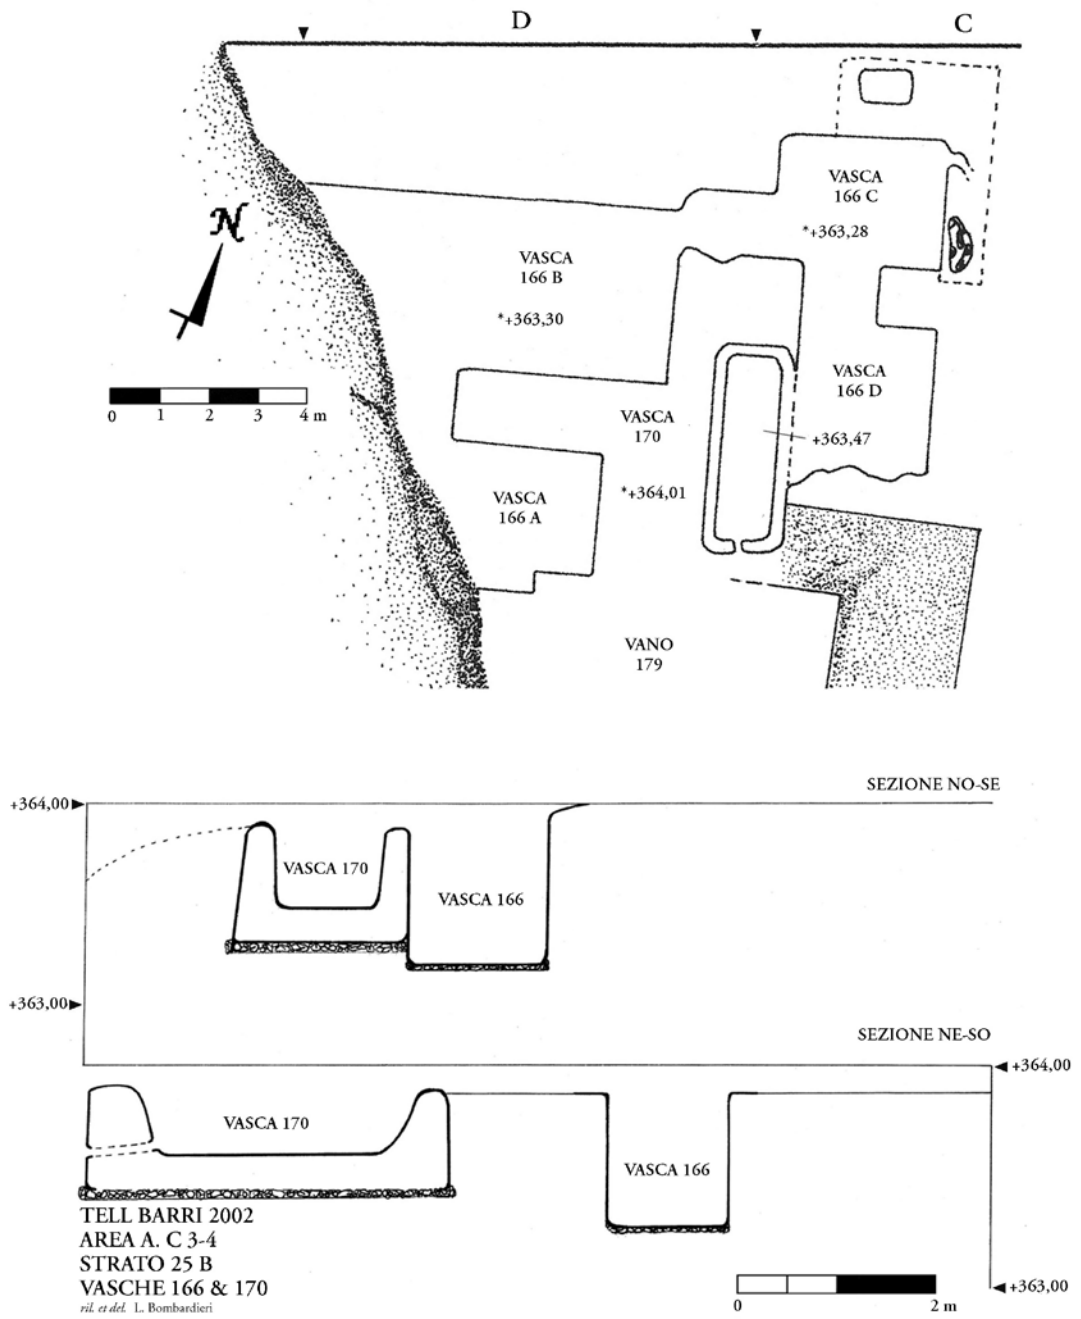 D
C
N
VASCA
166 C
*+363,28
VASCA
166 B
*+363,30
0 1 2 3 4 m
VASCA
166 D
VASCA
170
+363,47
*+364,01
VASCA
166 A
VANO
179
SEZIONE NO-SE
+364,00
VASCA 170
VASCA 166
+363,00
SEZIONE NE-SO
+364,00
VASCA 170
VASCA 166
TELL BARRI 2002
AREA A. C 3-4
STRATO 25 B
VASCHE 166 & 170
ril. et del. L. Bombardieri
+363,00
0 2 m